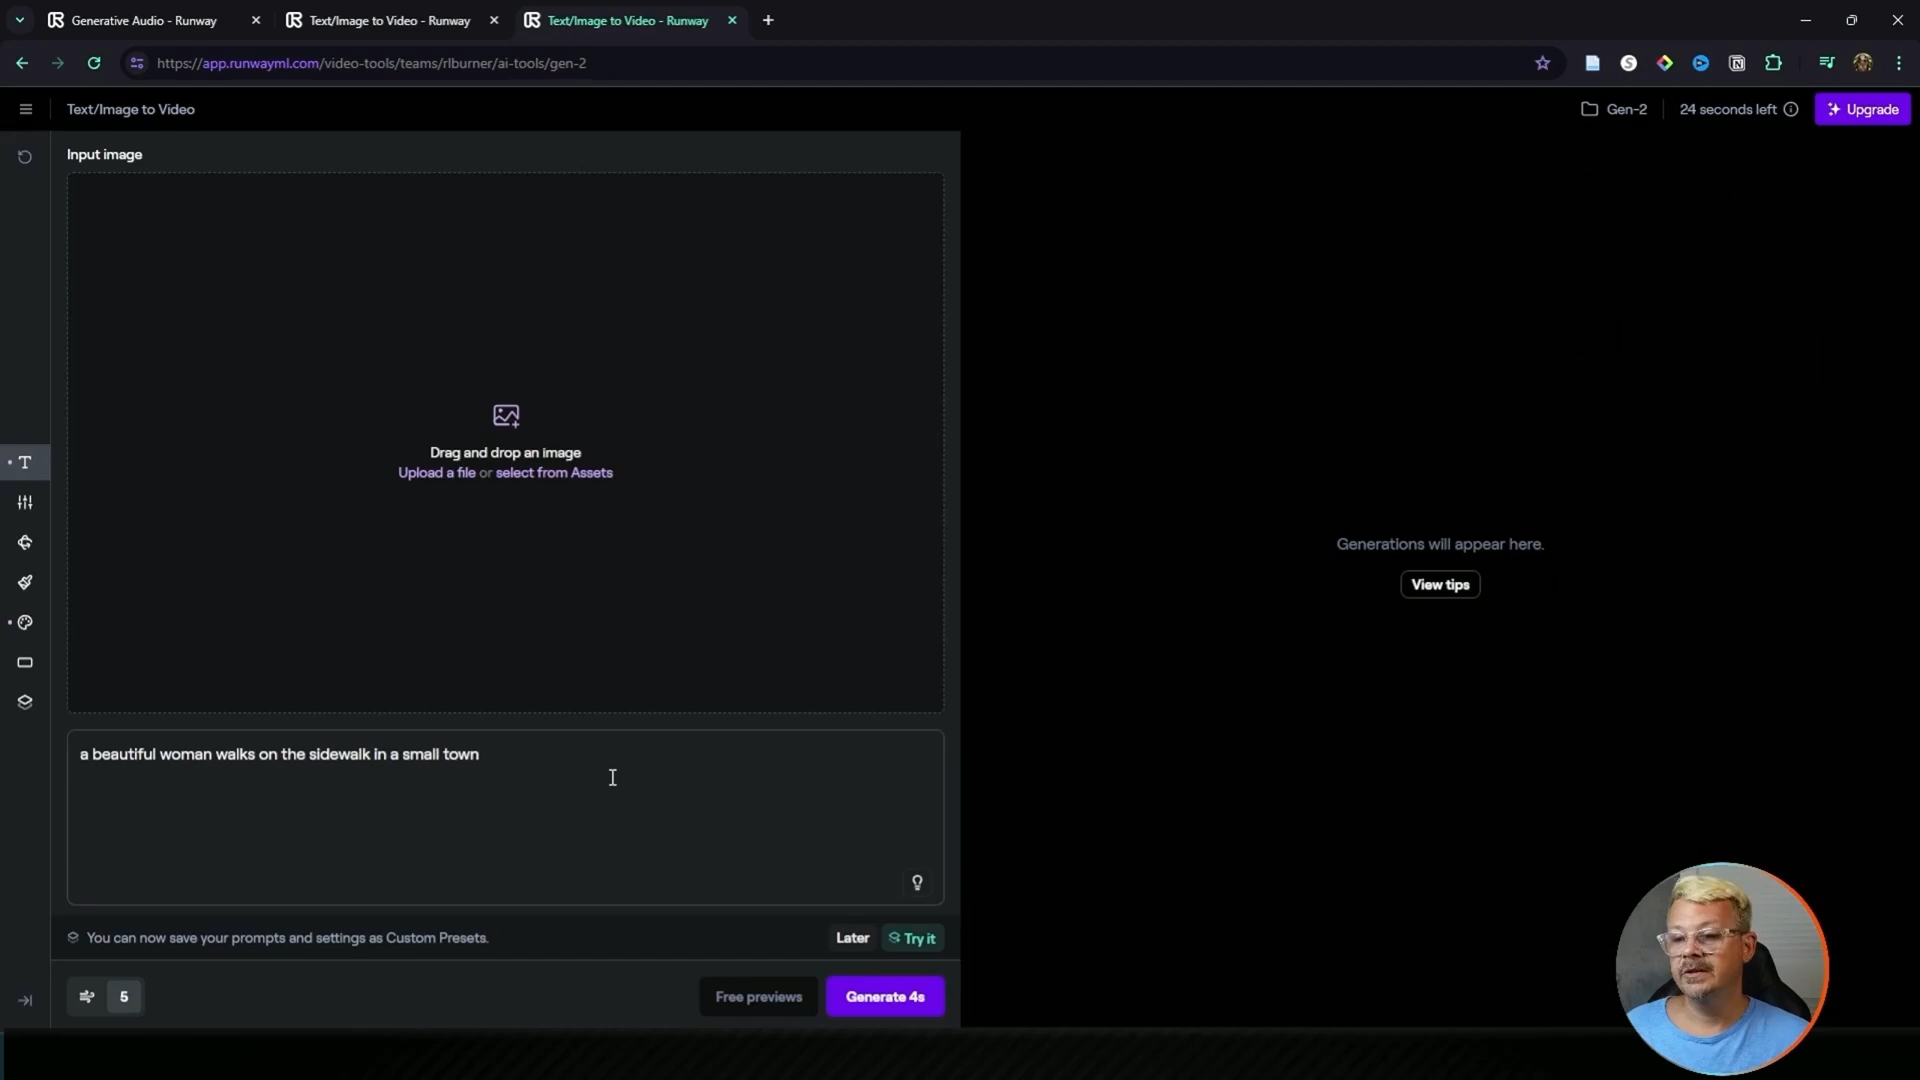 Generative Audio - Runway
Text/Image to Video - Runway
Text/Image to Video - Runway
https://app.runwayml.com/video-tools/teams/rlburner/ai-tools/gen-2
Text/Image to Video
Gen-2
24 seconds left
Upgrade
Input image
Drag and drop an image
Upload a file or select from Assets
Generations will appear here.
View tips
a beautiful woman walks on the sidewalk in a small town
You can now save your prompts and settings as Custom Presets.
Later
Try it
5
Free previews
Generate 4s